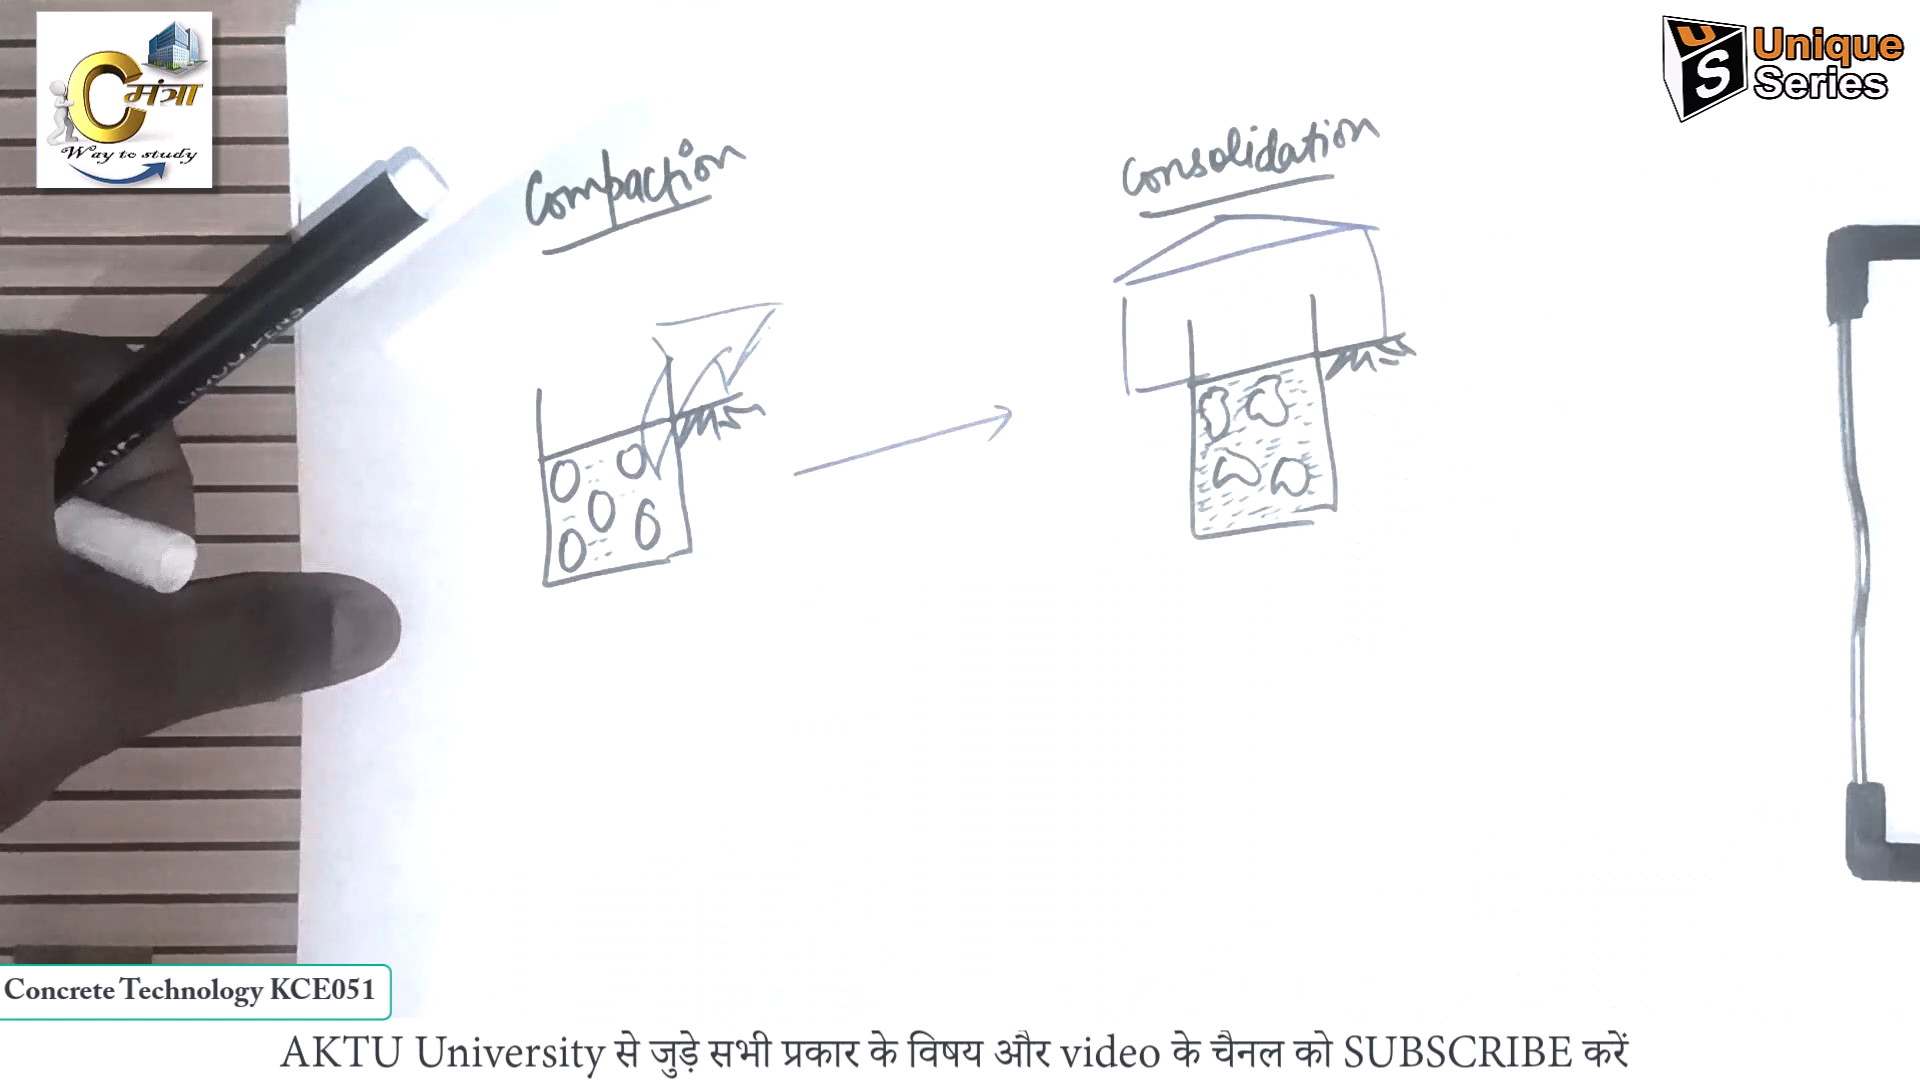 C मंत्रा
Way to study
US Unique
Series
Compaction
Consolidation
Concrete Technology KCE051
AKTU University से जुड़े सभी प्रकार के विषय और video के चैनल को SUBSCRIBE करें